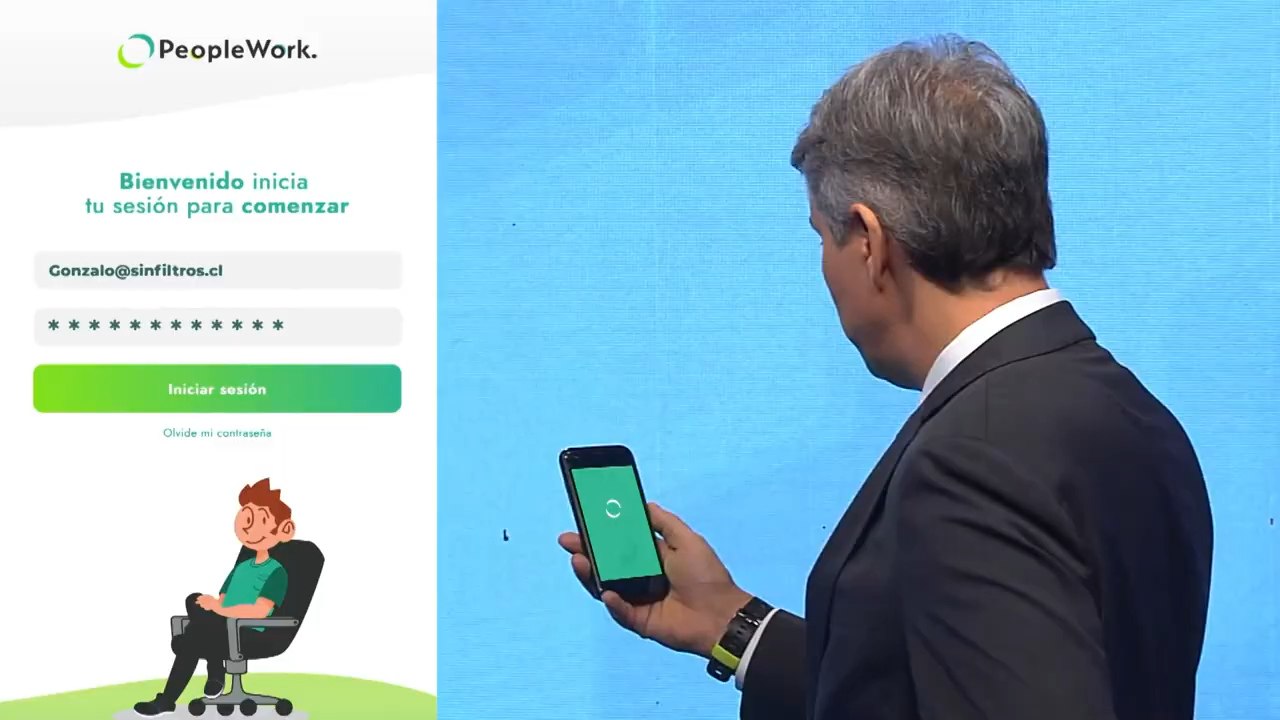 PeopleWork.
Bienvenido inicia
tu sesión para comenzar
Gonzalo@sinfiltros.cl
* * * * * * * * * * * *
Iniciar sesión
Olvide mi contraseña